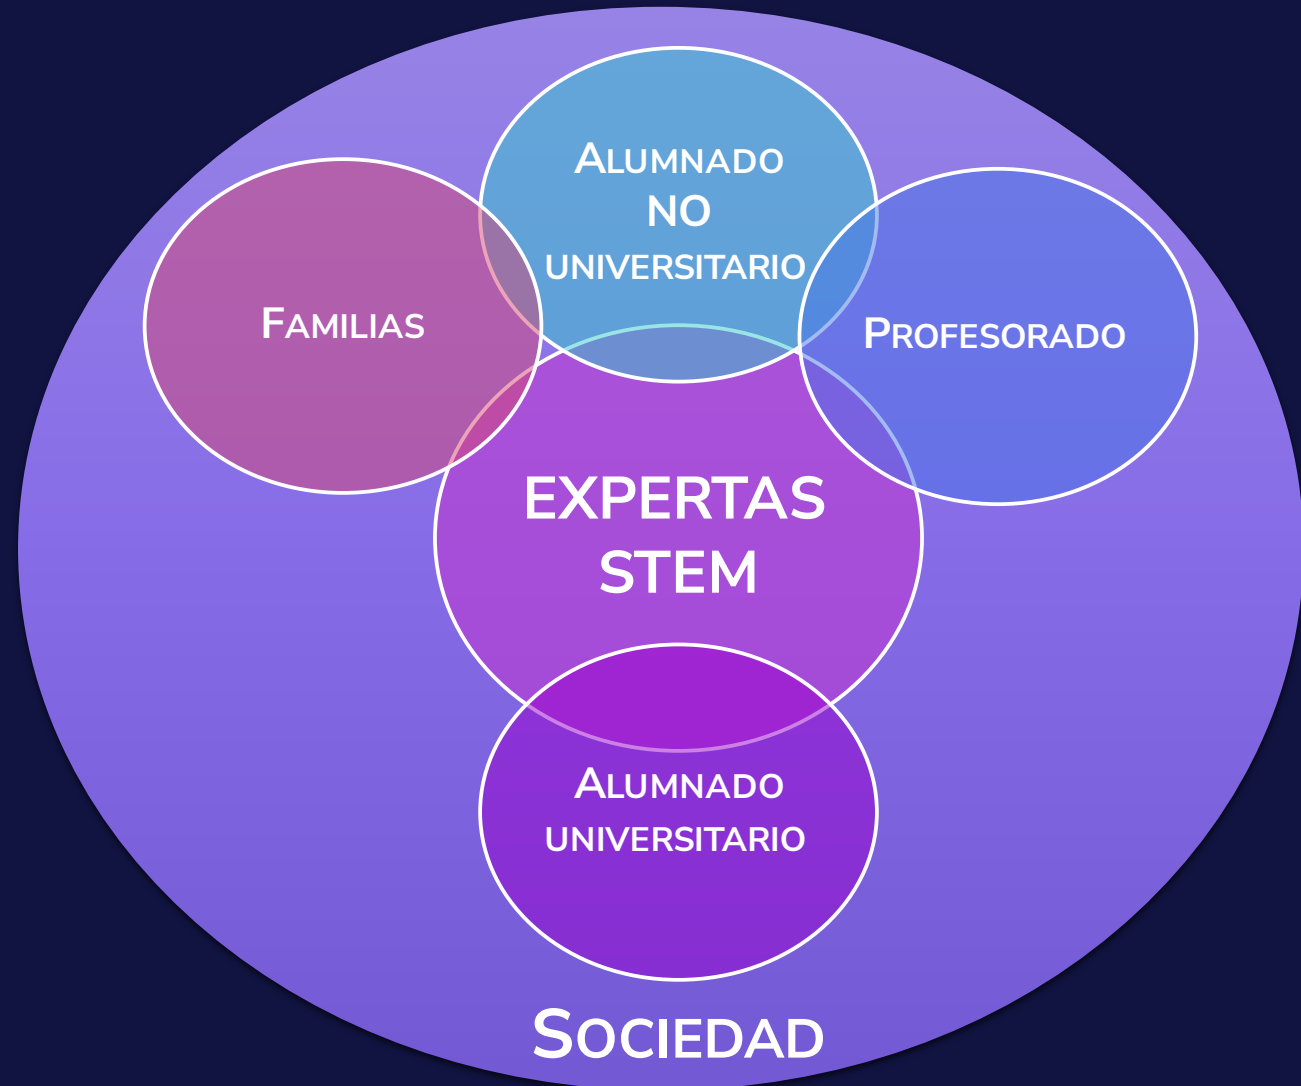 Alumnado
NO
universitario
Familias
Profesorado
EXPERTAS
STEM
Alumnado
universitario
Sociedad